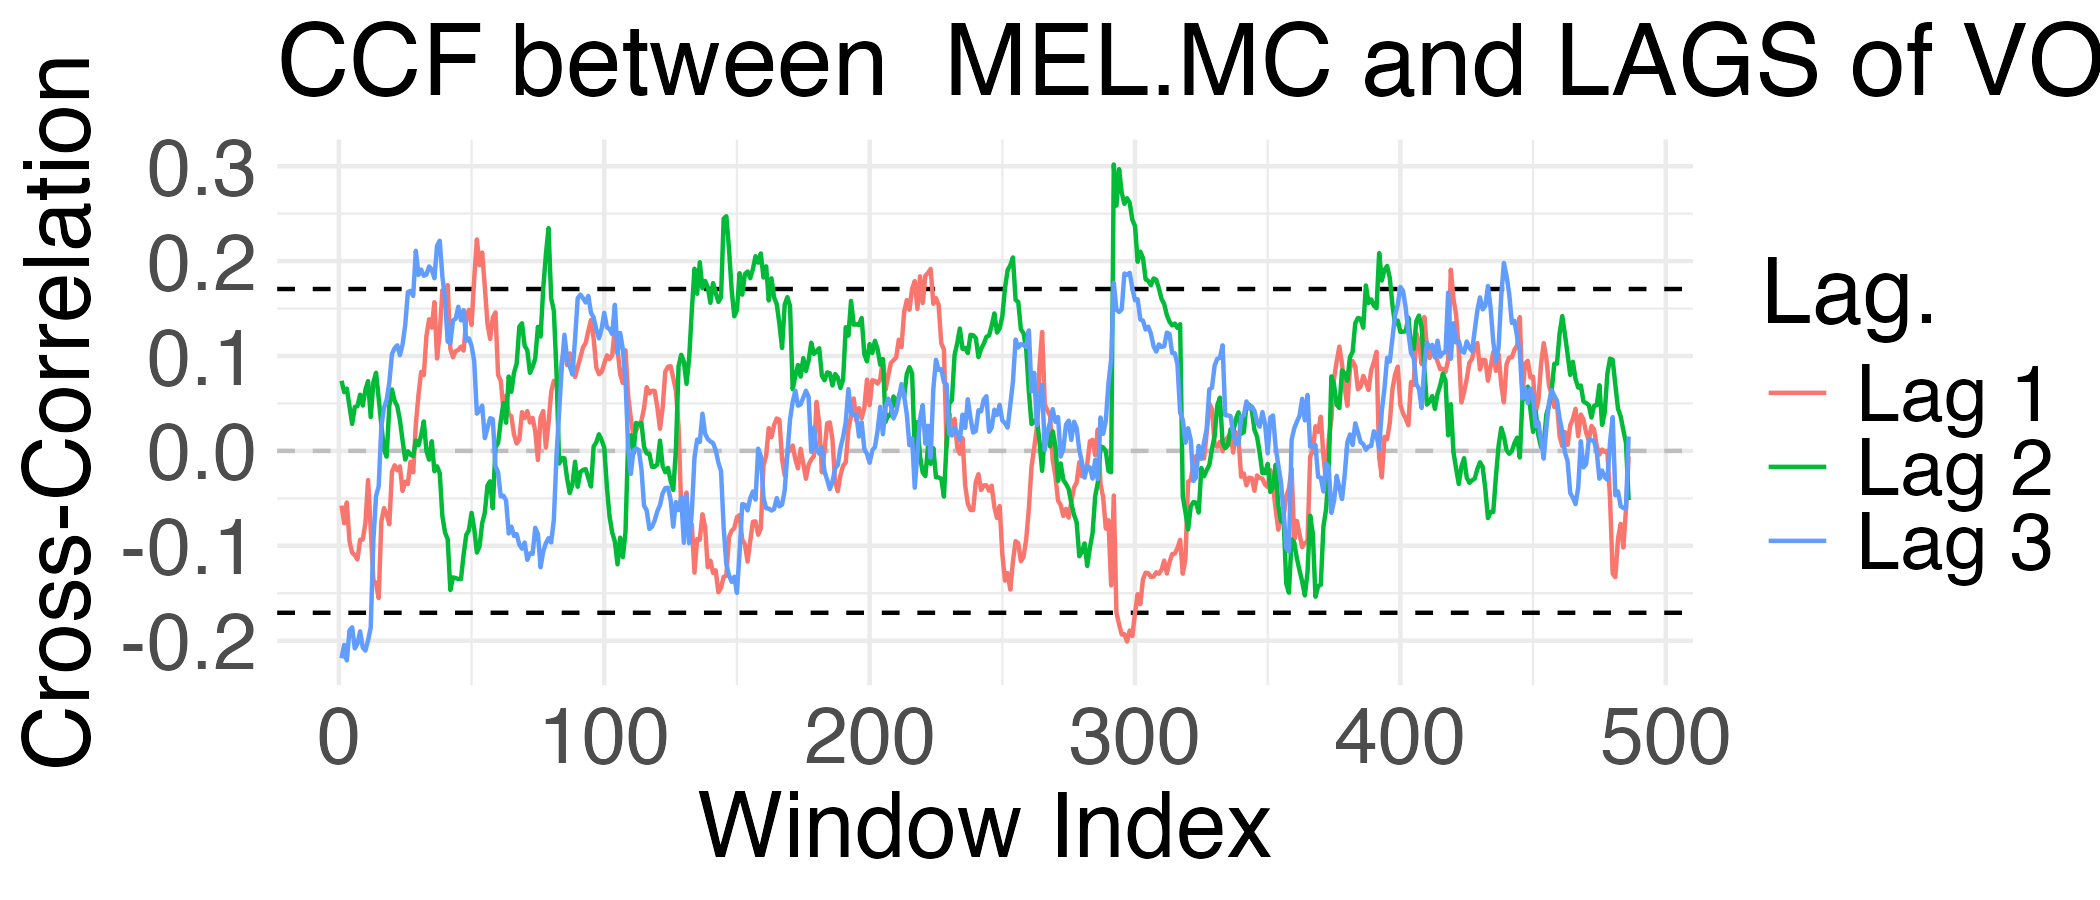 CCF between  MEL.MC and LAGS of VO
Cross-Correlation
0.3
0.2
0.1
0.0
-0.1
-0.2
0 100 200 300 400 500
Window Index
Lag.
Lag 1
Lag 2
Lag 3